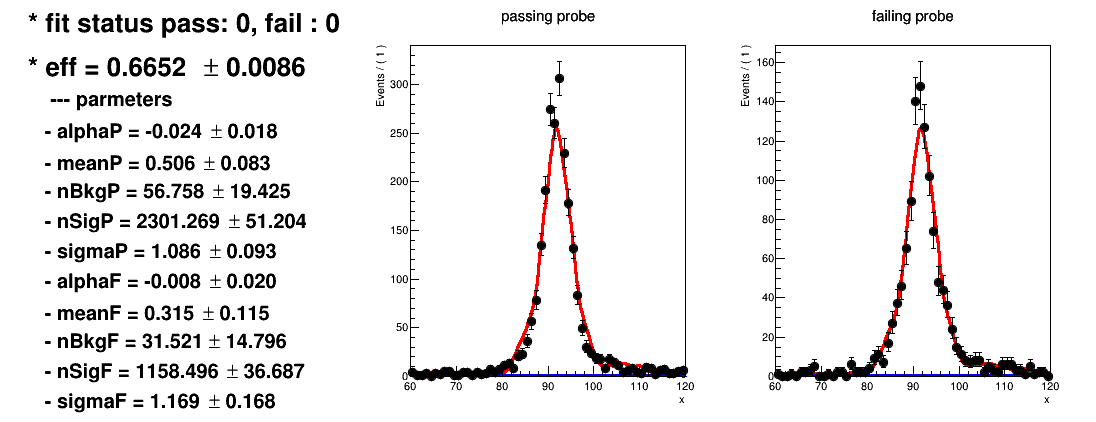 * fit status pass: 0, fail : 0
* eff = 0.6652 ± 0.0086
--- parmeters
- alphaP = -0.024 ± 0.018
- meanP = 0.506 ± 0.083
- nBkgP = 56.758 ± 19.425
- nSigP = 2301.269 ± 51.204
- sigmaP = 1.086 ± 0.093
- alphaF = -0.008 ± 0.020
- meanF = 0.315 ± 0.115
- nBkgF = 31.521 ± 14.796
- nSigF = 1158.496 ± 36.687
- sigmaF = 1.169 ± 0.168
passing probe
Events / ( 1 )
300
250
200
150
100
50
0
60 70 80 90 100 110 120
x
failing probe
Events / ( 1 )
160
140
120
100
80
60
40
20
0
60 70 80 90 100 110 120
x